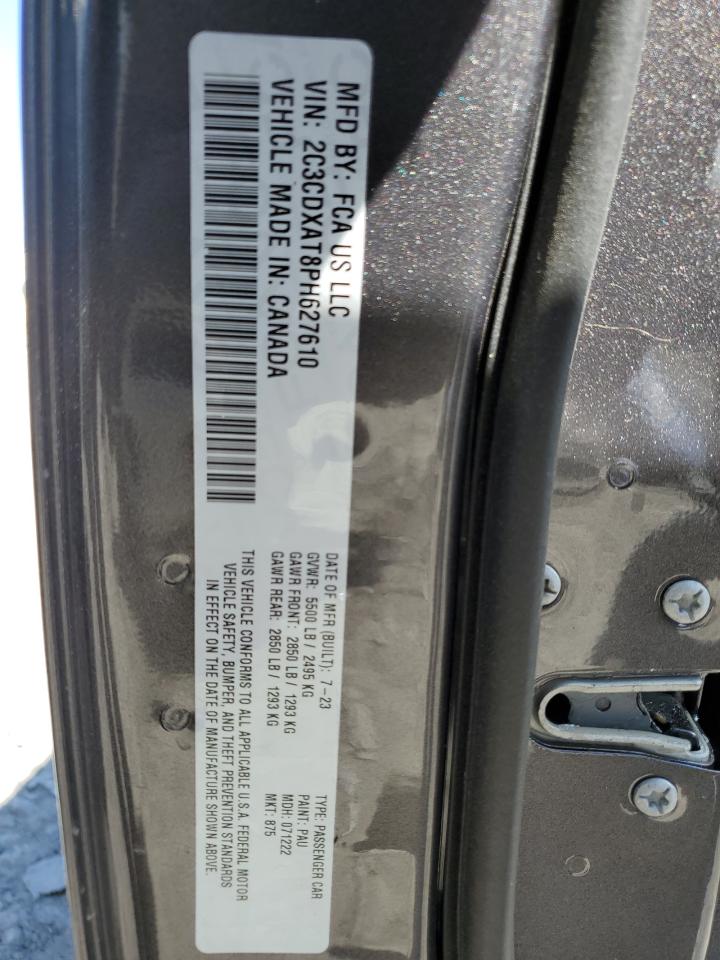 MFD BY: FCA US LLC
VIN: 2C3CDXAT8PH627610
VEHICLE MADE IN: CANADA
DATE OF MFR (BUILT): 7-23
GVWR: 5500 LB / 2495 KG
GAWR FRONT: 2850 LB / 1293 KG
GAWR REAR: 2850 LB / 1293 KG
TYPE: PASSENGER CAR
PAINT: PAU
MDH: 071222
MKT: 875
THIS VEHICLE CONFORMS TO ALL APPLICABLE U.S.A. FEDERAL MOTOR
VEHICLE SAFETY, BUMPER, AND THEFT PREVENTION STANDARDS
IN EFFECT ON THE DATE OF MANUFACTURE SHOWN ABOVE.